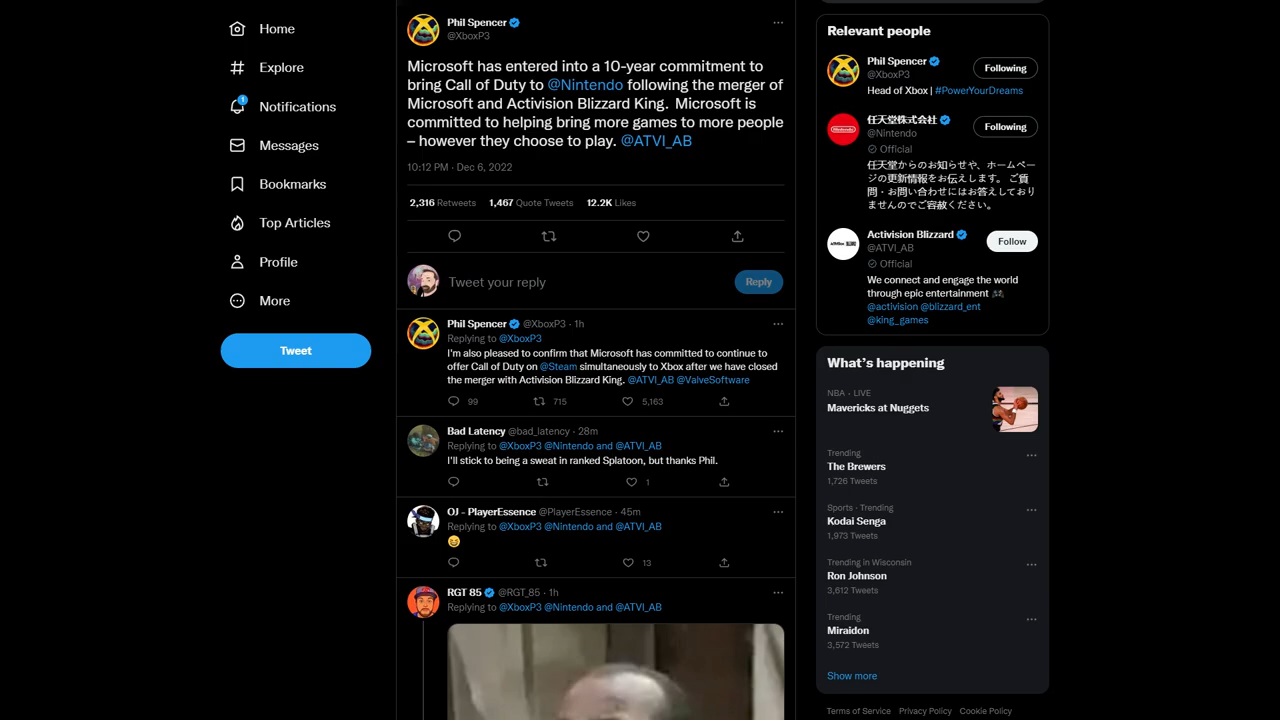 Home
Explore
1
Notifications
Messages
Bookmarks
Top Articles
Profile
More
Tweet
Phil Spencer
@XboxP3
Microsoft has entered into a 10-year commitment to
bring Call of Duty to @Nintendo following the merger of
Microsoft and Activision Blizzard King. Microsoft is
committed to helping bring more games to more people
– however they choose to play. @ATVI_AB
10:12 PM · Dec 6, 2022
2,316 Retweets 1,467 Quote Tweets 12.2K Likes
Tweet your reply
Reply
Phil Spencer @XboxP3 · 1h
Replying to @XboxP3
I'm also pleased to confirm that Microsoft has committed to continue to
offer Call of Duty on @Steam simultaneously to Xbox after we have closed
the merger with Activision Blizzard King. @ATVI_AB @ValveSoftware
99 715 5,163
Bad Latency @bad_latency · 28m
Replying to @XboxP3 @Nintendo and @ATVI_AB
I'll stick to being a sweat in ranked Splatoon, but thanks Phil.
1
OJ - PlayerEssence @PlayerEssence · 45m
Replying to @XboxP3 @Nintendo and @ATVI_AB
😆
13
RGT 85 @RGT_85 · 1h
Replying to @XboxP3 @Nintendo and @ATVI_AB
Relevant people
Phil Spencer
@XboxP3
Following
Head of Xbox | #PowerYourDreams
任天堂株式会社
@Nintendo
Following
Official
任天堂からのお知らせや、ホームペー
ジの更新情報をお伝えします。 ご質
問・お問い合わせにはお答えしており
ませんのでご容赦ください。
Nintendo
Activision Blizzard
@ATVI_AB
Follow
Official
We connect and engage the world
through epic entertainment 🎮
@activision @blizzard_ent
@king_games
What's happening
NBA · LIVE
Mavericks at Nuggets
Trending
The Brewers
1,726 Tweets
Sports · Trending
Kodai Senga
1,973 Tweets
Trending in Wisconsin
Ron Johnson
3,612 Tweets
Trending
Miraidon
3,572 Tweets
Show more
Terms of Service Privacy Policy Cookie Policy